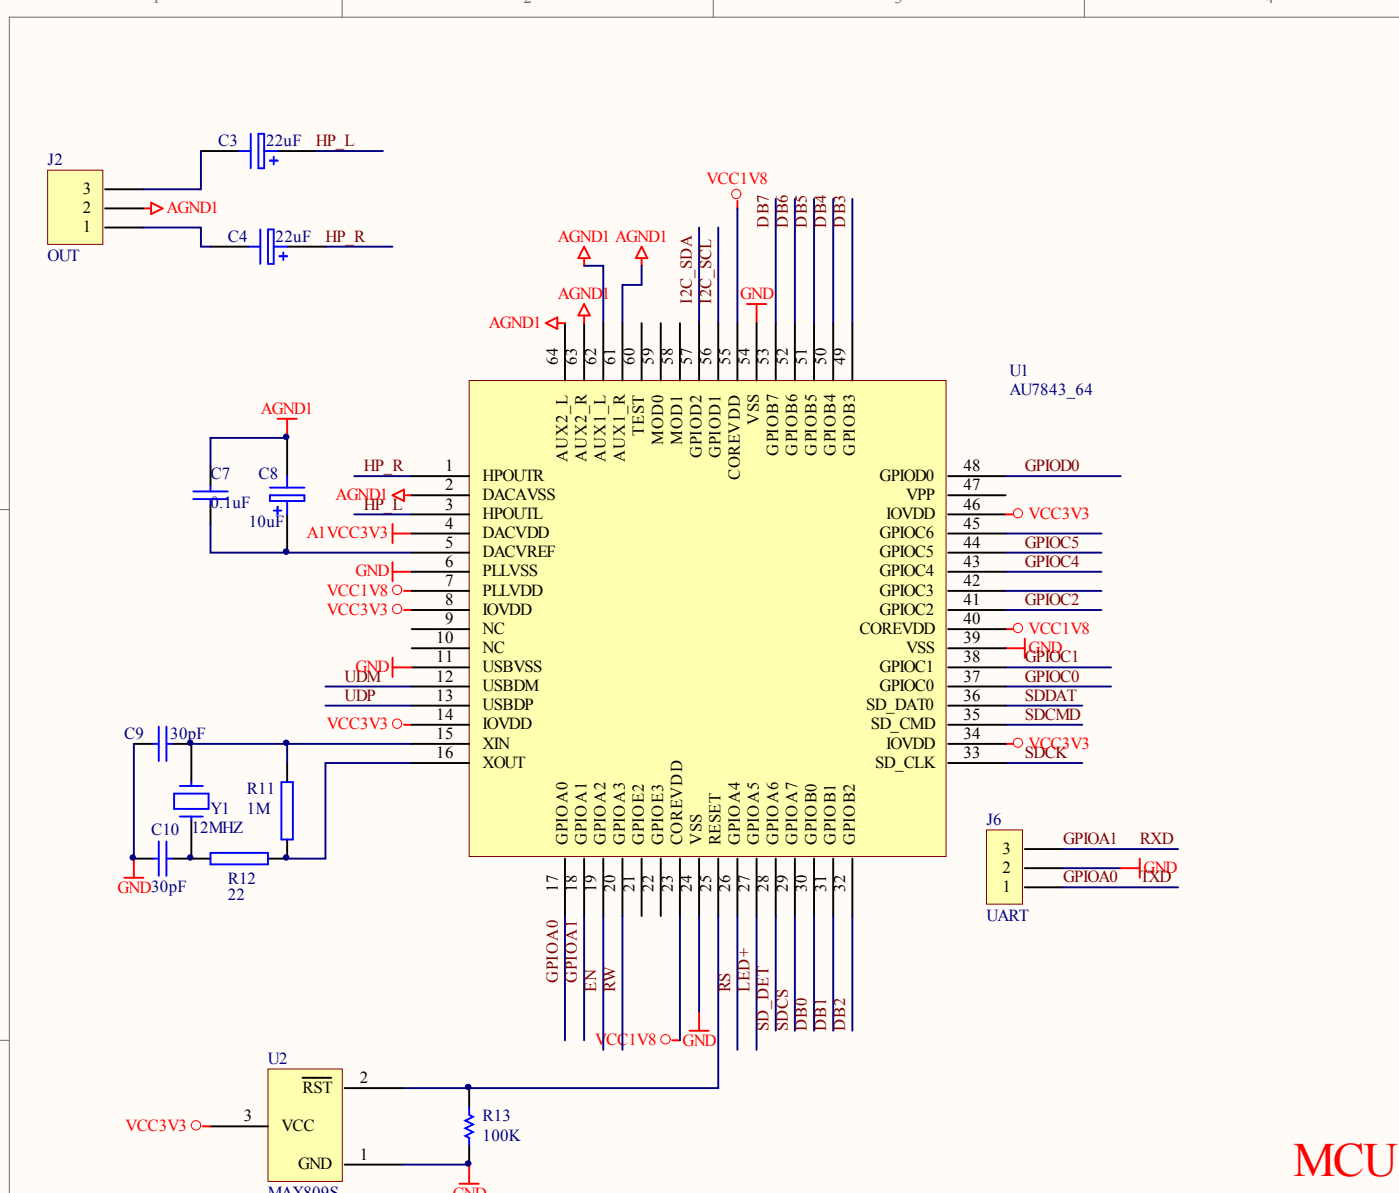 2
C3 22uF HP_L
J2
3
2 AGND1
1
C4 22uF HP_R
OUT
VCC1V8
DB7 DB6 DB5 DB4 DB3
AGND1 AGND1
I2C_SDA I2C_SCL
AGND1
GND
AGND1
64 63 62 61 60 59 58 57 56 55 54 53 52 51 50 49
U1
AU7843_64
AUX2_L AUX2_R AUX1_L AUX1_R TEST MOD0 MOD1 GPIOD2 GPIOD1 COREVDD VSS GPIOB7 GPIOB6 GPIOB5 GPIOB4 GPIOB3
AGND1
C7 0.1uF
C8 10uF
HP_R 1 HPOUTR
AGND1 2 DACAVSS
HP_L 3 HPOUTL
A1VCC3V3 4 DACVDD
5 DACVREF
GND 6 PLLVSS
VCC1V8 7 PLLVDD
VCC3V3 8 IOVDD
9 NC
10 NC
GND 11 USBVSS
UDM 12 USBDM
UDP 13 USBDP
VCC3V3 14 IOVDD
15 XIN
16 XOUT
GPIOD0 48 GPIOD0
VPP 47
IOVDD 46 VCC3V3
GPIOC6 45
GPIOC5 44 GPIOC5
GPIOC4 43 GPIOC4
GPIOC3 42
GPIOC2 41 GPIOC2
COREVDD 40 VCC1V8
VSS 39 GND
GPIOC1 38 GPIOC1
GPIOC0 37 GPIOC0
SD_DAT0 36 SDDAT
SD_CMD 35 SDCMD
IOVDD 34 VCC3V3
SD_CLK 33 SDCK
C9 30pF
R11
1M
Y1
12MHZ
C10
30pF
GND
R12
22
GPIOA0 GPIOA1 GPIOA2 GPIOA3 GPIOE2 GPIOE3 COREVDD VSS RESET GPIOA4 GPIOA5 GPIOA6 GPIOA7 GPIOB0 GPIOB1 GPIOB2
17 18 19 20 21 22 23 24 25 26 27 28 29 30 31 32
GPIOA0 GPIOA1 EN RW RS LED+ SD_DET SDCS DB0 DB1 DB2
VCC1V8 GND
J6
3 GPIOA1 RXD
2 GND
1 GPIOA0 TXD
UART
U2
RST 2
VCC3V3 3 VCC
GND 1
MAX809S
R13
100K
GND
MCU